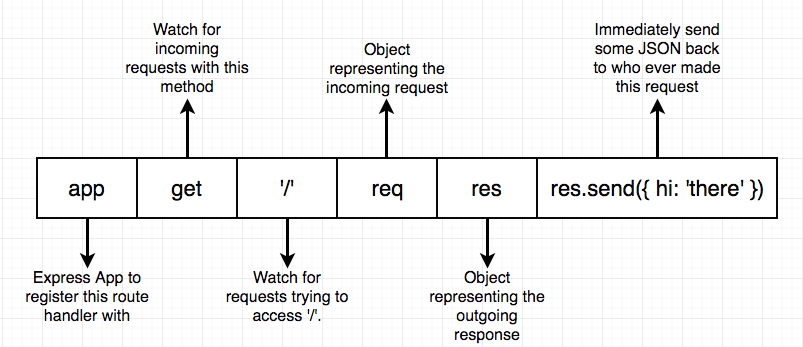 Watch for
incoming
requests with this
method
Object
representing the
incoming request
Immediately send
some JSON back
to who ever made
this request
app
get
'/'
req
res
res.send({ hi: 'there' })
Express App to
register this route
handler with
Watch for
requests trying to
access '/'.
Object
representing the
outgoing
response